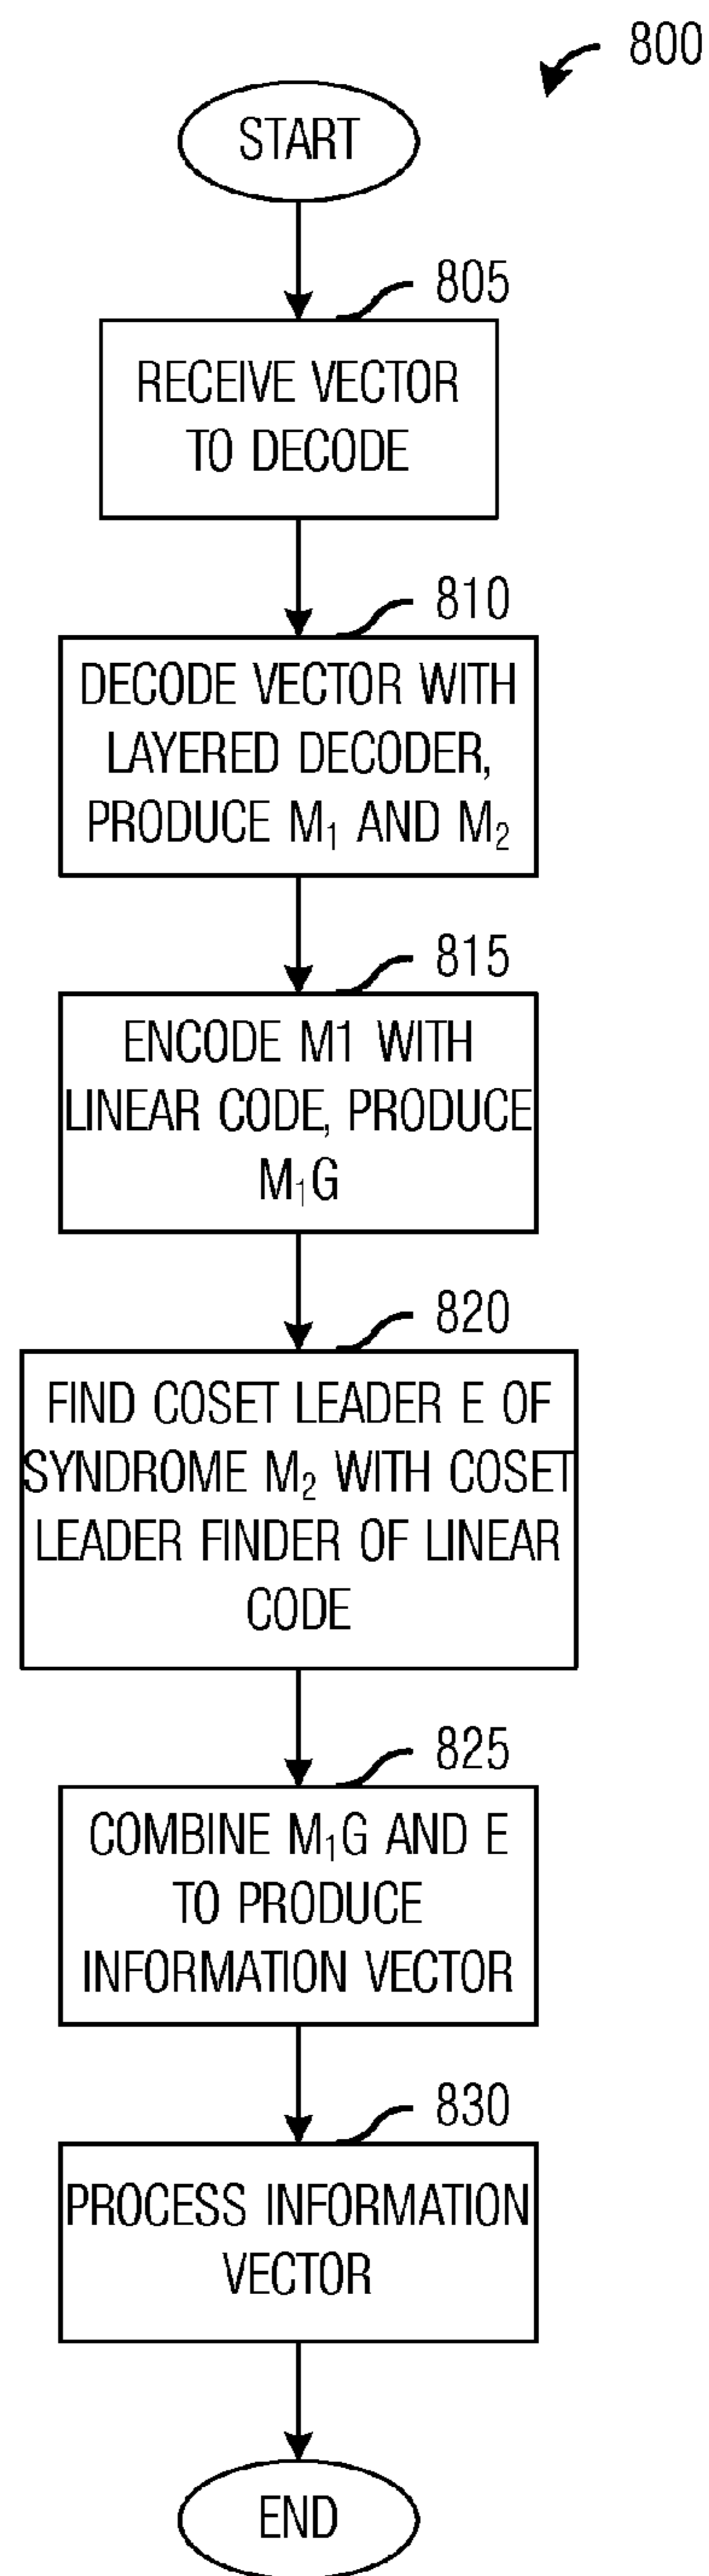 800
START
805
RECEIVE VECTOR
TO DECODE
810
DECODE VECTOR WITH
LAYERED DECODER,
PRODUCE M₁ AND M₂
815
ENCODE M1 WITH
LINEAR CODE, PRODUCE
M₁G
820
FIND COSET LEADER E OF
SYNDROME M₂ WITH COSET
LEADER FINDER OF LINEAR
CODE
825
COMBINE M₁G AND E
TO PRODUCE
INFORMATION VECTOR
830
PROCESS INFORMATION
VECTOR
END